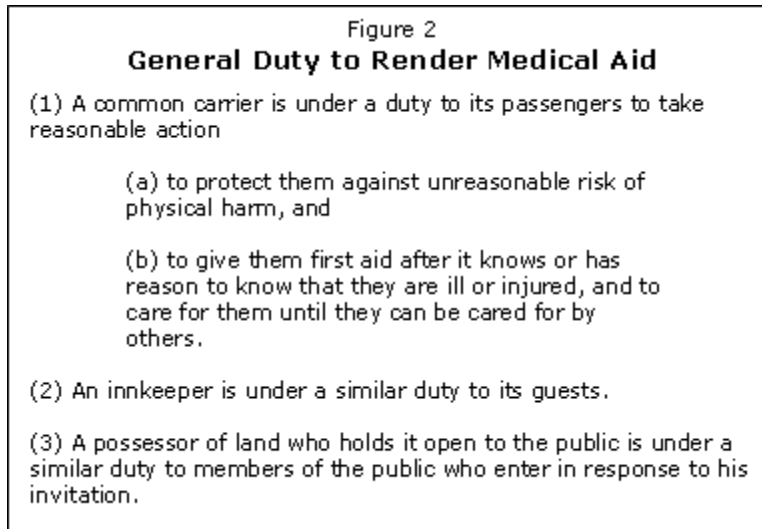 Figure 2
General Duty to Render Medical Aid
(1) A common carrier is under a duty to its passengers to take
reasonable action
(a) to protect them against unreasonable risk of
physical harm, and
(b) to give them first aid after it knows or has
reason to know that they are ill or injured, and to
care for them until they can be cared for by
others.
(2) An innkeeper is under a similar duty to its guests.
(3) A possessor of land who holds it open to the public is under a
similar duty to members of the public who enter in response to his
invitation.